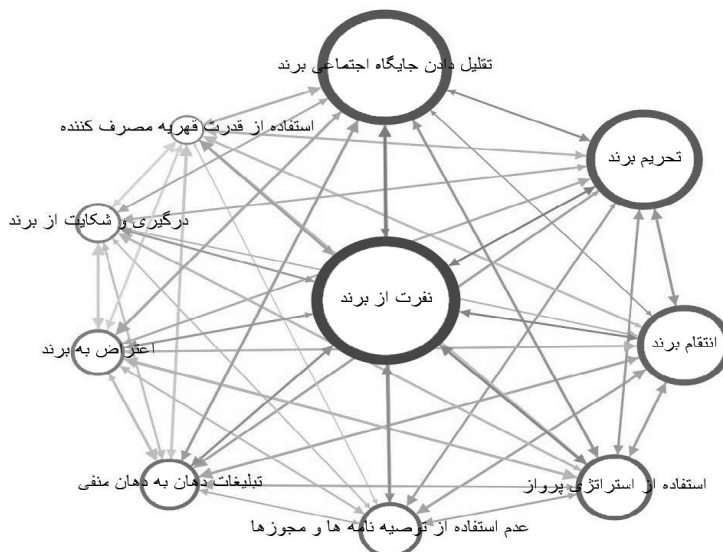 تقلیل دادن جایگاه اجتماعی برند
استفاده از قدرت قهریه مصرف کننده
تحریم برند
درگیری و شکایت از برند
نفرت از برند
انتقام برند
اعتراض به برند
تبلیغات دهان به دهان منفی
استفاده از استراتژی پرواز
عدم استفاده از توصیه نامه ها و مجوزها